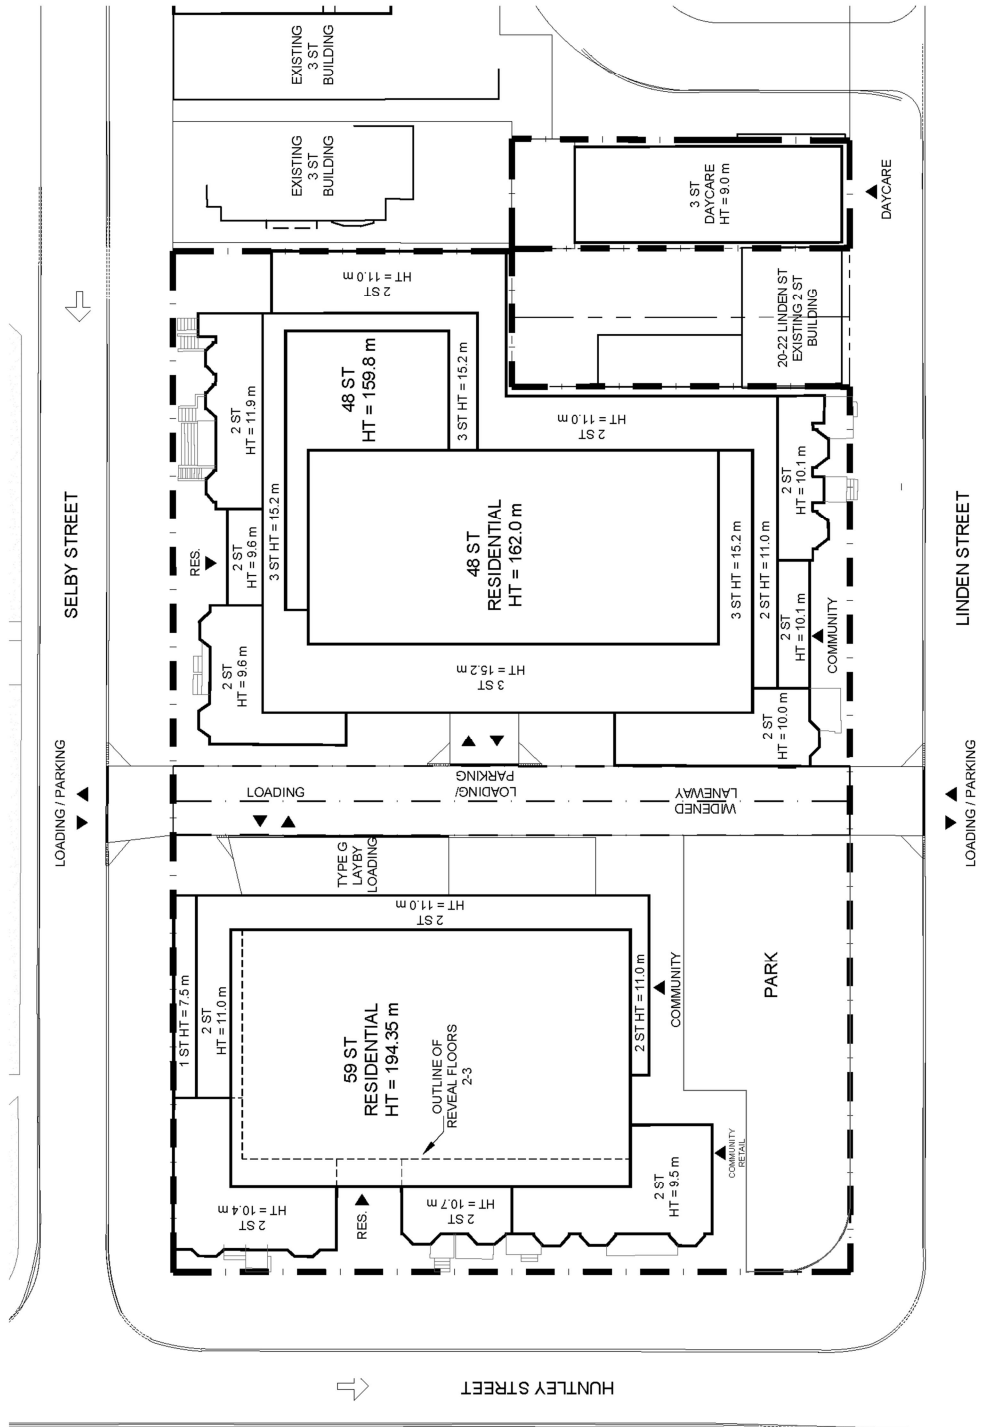 EXISTING
3 ST
BUILDING
EXISTING
3 ST
BUILDING
3 ST
DAYCARE
HT = 9.0 m
DAYCARE
2 ST
HT = 11.0 m
20-22 LINDEN ST
EXISTING 2 ST
BUILDING
48 ST
HT = 159.8 m
3 ST HT = 15.2 m
2 ST
HT = 11.9 m
2 ST
HT = 11.0 m
2 ST
HT = 10.1 m
SELBY STREET
RES.
2 ST
HT = 9.6 m
3 ST HT = 15.2 m
48 ST
RESIDENTIAL
HT = 162.0 m
3 ST HT = 15.2 m
2 ST HT = 11.0 m
2 ST
HT = 10.1 m
COMMUNITY
LINDEN STREET
2 ST
HT = 9.6 m
3 ST
HT = 15.2 m
2 ST
HT = 10.0 m
LOADING / PARKING
LOADING
LOADING/
PARKING
WIDENED
LANEWAY
LOADING / PARKING
TYPE G
LAYBY
LOADING
2 ST
HT = 11.0 m
1 ST HT = 7.5 m
2 ST
HT = 11.0 m
59 ST
RESIDENTIAL
HT = 194.35 m
OUTLINE OF
REVEAL FLOORS
2-3
2 ST HT = 11.0 m
COMMUNITY
PARK
COMMUNITY
RETAIL
2 ST
HT = 10.4 m
RES.
2 ST
HT = 10.7 m
2 ST
HT = 9.5 m
HUNTLEY STREET